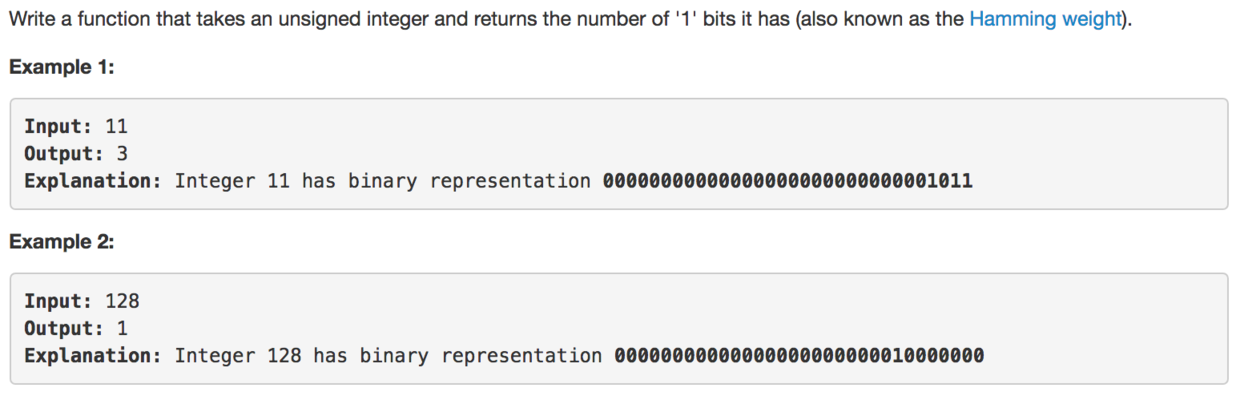 Write a function that takes an unsigned integer and returns the number of '1' bits it has (also known as the Hamming weight).
Example 1:
Input: 11
Output: 3
Explanation: Integer 11 has binary representation 00000000000000000000000000001011
Example 2:
Input: 128
Output: 1
Explanation: Integer 128 has binary representation 00000000000000000000000010000000